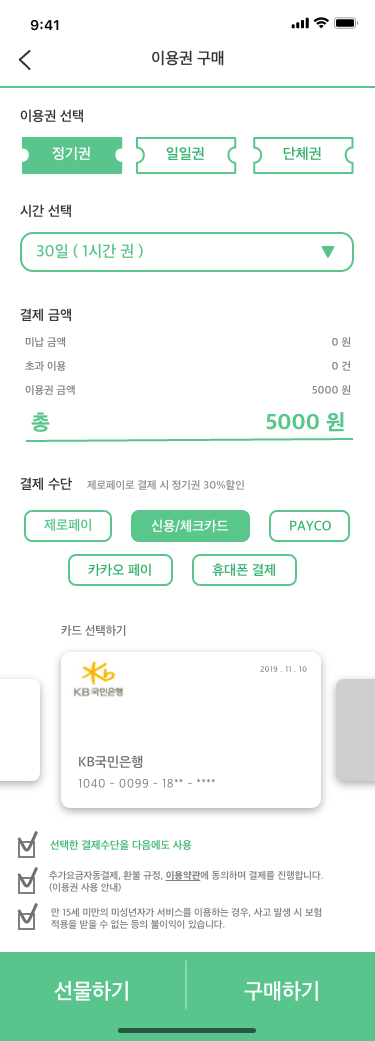 9:41
이용권 구매
이용권 선택
정기권 일일권 단체권
시간 선택
30일 ( 1시간 권 )
결제 금액
미납 금액 0 원
초과 이용 0 건
이용권 금액 5000 원
총 5000 원
결제 수단 제로페이로 결제 시 정기권 30%할인
제로페이 신용/체크카드 PAYCO
카카오 페이 휴대폰 결제
카드 선택하기
KB국민은행 2019 . 11 . 10
KB국민은행
1040 - 0099 - 18** - ****
선택한 결제수단을 다음에도 사용
추가요금자동결제, 환불 규정, 이용약관에 동의하며 결제를 진행합니다.
(이용권 사용 안내)
만 15세 미만의 미성년자가 서비스를 이용하는 경우, 사고 발생 시 보험
적용을 받을 수 없는 등의 불이익이 있습니다.
선물하기 구매하기